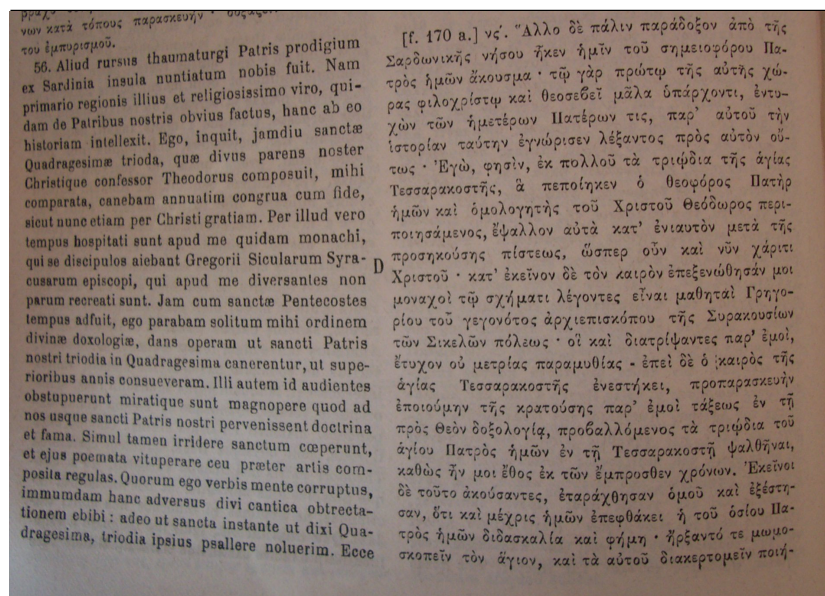 νων κατὰ τόπους παρασκευήν ·
τοῦ ἐμπυρισμοῦ.
56. Aliud rursus thaumaturgi Patris prodigium
ex Sardinia insula nuntiatum nobis fuit. Nam
primario regionis illius et religiosissimo viro, qui-
dam de Patribus nostris obvius factus, hanc ab eo
historiam intellexit. Ego, inquit, jamdiu sanctæ
Quadragesimæ trioda, quæ divus parens noster
Christique confessor Theodorus composuit, mihi
comparata, canebam annuatim congrua cum fide,
sicut nunc etiam per Christi gratiam. Per illud vero
tempus hospitati sunt apud me quidam monachi,
qui se discipulos aiebant Gregorii Sicularum Syra-
cusarum episcopi, qui apud me diversantes non
parum recreati sunt. Jam cum sanctæ Pentecostes
tempus adfuit, ego parabam solitum mihi ordinem
divinæ doxologiæ, dans operam ut sancti Patris
nostri triodia in Quadragesima canerentur, ut supe-
rioribus annis consueveram. Illi autem id audientes
obstupuerunt miratique sunt magnopere quod ad
nos usque sancti Patris nostri pervenissent doctrina
et fama. Simul tamen irridere sanctum cœperunt,
et ejus poemata vituperare ceu præter artis com-
posita regulas. Quorum ego verbis mente corruptus,
immumdam hanc adversus divi cantica obtrecta-
tionem ebibi : adeo ut sancta instante ut dixi Qua-
dragesima, triodia ipsius psallere noluerim. Ecce
D
[f. 170 a.] νς΄. Ἄλλο δὲ πάλιν παράδοξον ἀπὸ τῆς
Σαρδωνικῆς νήσου ἧκεν ἡμῖν τοῦ σημειοφόρου Πα-
τρὸς ἡμῶν ἄκουσμα · τῷ γὰρ πρώτῳ τῆς αὐτῆς χώ-
ρας φιλοχρίστῳ καὶ θεοσεβεῖ μάλα ὑπάρχοντι, ἐντυ-
χὼν τῶν ἡμετέρων Πατέρων τις, παρ' αὐτοῦ τὴν
ἱστορίαν ταύτην ἐγνώρισεν λέξαντος πρὸς αὐτὸν οὕ-
τως · Ἐγὼ, φησὶν, ἐκ πολλοῦ τὰ τριῴδια τῆς ἁγίας
Τεσσαρακοστῆς, ἃ πεποίηκεν ὁ θεοφόρος Πατὴρ
ἡμῶν καὶ ὁμολογητὴς τοῦ Χριστοῦ Θεόδωρος περι-
ποιησάμενος, ἔψαλλον αὐτὰ κατ' ἐνιαυτὸν μετὰ τῆς
προσηκούσης πίστεως, ὥσπερ οὖν καὶ νῦν χάριτι
Χριστοῦ · κατ' ἐκεῖνον δὲ τὸν καιρὸν ἐπεξενώθησάν μοι
μοναχοὶ τῷ σχήματι λέγοντες εἶναι μαθηταὶ Γρηγο-
ρίου τοῦ γεγονότος ἀρχιεπισκόπου τῆς Συρακουσίων
τῶν Σικελῶν πόλεως · οἳ καὶ διατρίψαντες παρ' ἐμοὶ,
ἔτυχον οὐ μετρίας παραμυθίας - ἐπεὶ δὲ ὁ καιρὸς τῆς
ἁγίας Τεσσαρακοστῆς ἐνεστήκει, προπαρασκευὴν
ἐποιούμην τῆς κρατούσης παρ' ἐμοὶ τάξεως ἐν τῇ
πρὸς Θεὸν δοξολογίᾳ, προβαλλόμενος τὰ τριῴδια τοῦ
ἁγίου Πατρὸς ἡμῶν ἐν τῇ Τεσσαρακοστῇ ψαλθῆναι,
καθὼς ἦν μοι ἔθος ἐκ τῶν ἔμπροσθεν χρόνων. Ἐκεῖνοι
δὲ τοῦτο ἀκούσαντες, ἐταράχθησαν ὁμοῦ καὶ ἐξέστη-
σαν, ὅτι καὶ μέχρις ἡμῶν ἐπεφθάκει ἡ τοῦ ὁσίου Πα-
τρὸς ἡμῶν διδασκαλία καὶ φήμη · ἤρξαντό τε μωμο-
σκοπεῖν τὸν ἅγιον, καὶ τὰ αὐτοῦ διακερτομεῖν ποιή-